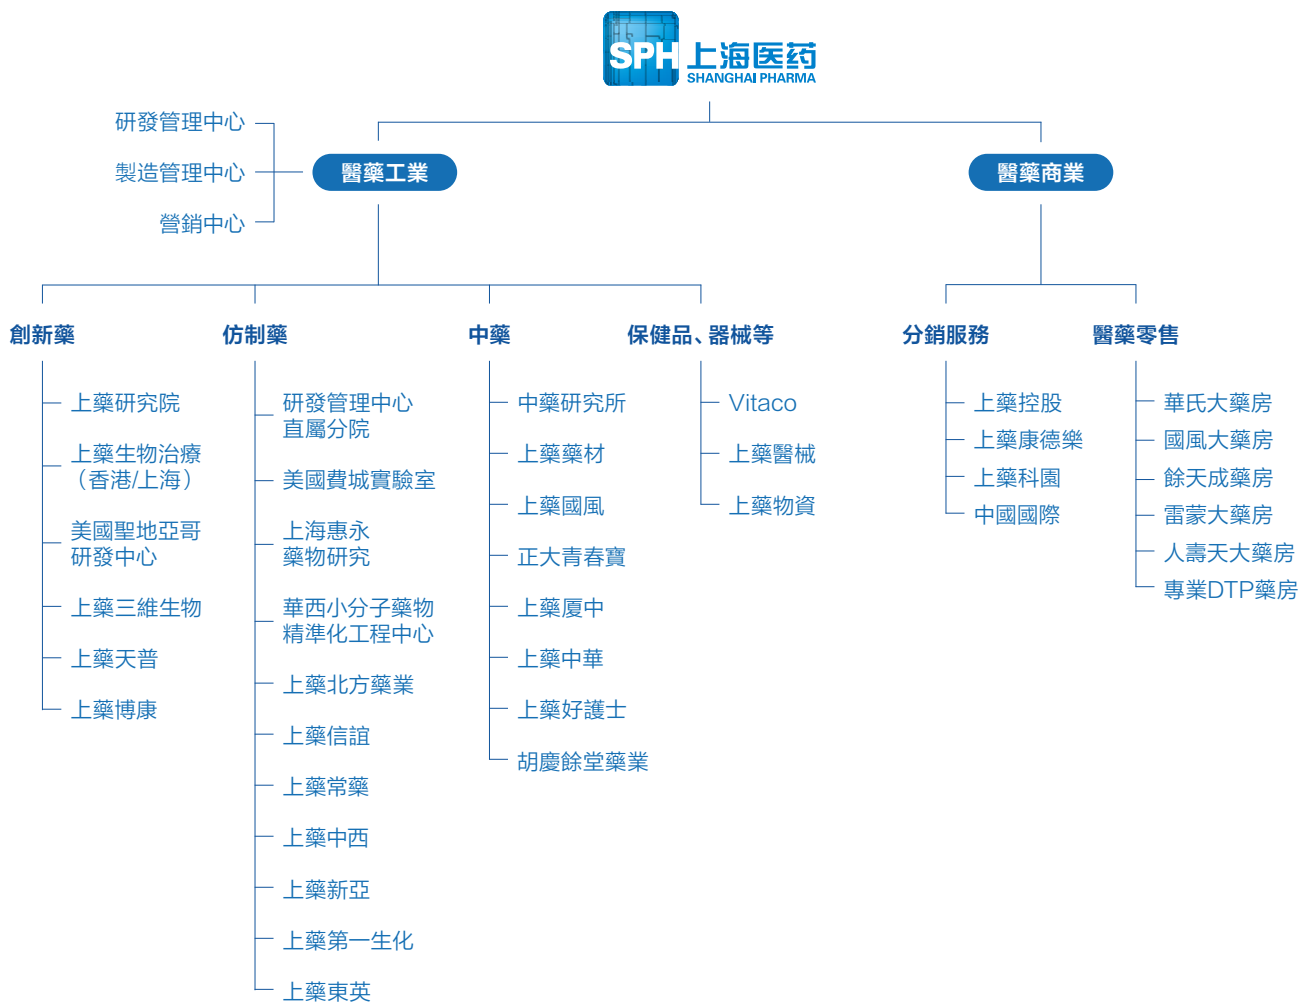 SPH 上海医药
SHANGHAI PHARMA
研發管理中心
製造管理中心
營銷中心
醫藥工業
醫藥商業
創新藥
上藥研究院
上藥生物治療
（香港/上海）
美國聖地亞哥
研發中心
上藥三維生物
上藥天普
上藥博康
仿制藥
研發管理中心
直屬分院
美國費城實驗室
上海惠永
藥物研究
華西小分子藥物
精準化工程中心
上藥北方藥業
上藥信誼
上藥常藥
上藥中西
上藥新亞
上藥第一生化
上藥東英
中藥
中藥研究所
上藥藥材
上藥國風
正大青春寶
上藥厦中
上藥中華
上藥好護士
胡慶餘堂藥業
保健品、器械等
Vitaco
上藥醫械
上藥物資
分銷服務
上藥控股
上藥康德樂
上藥科園
中國國際
醫藥零售
華氏大藥房
國風大藥房
餘天成藥房
雷蒙大藥房
人壽天大藥房
專業DTP藥房